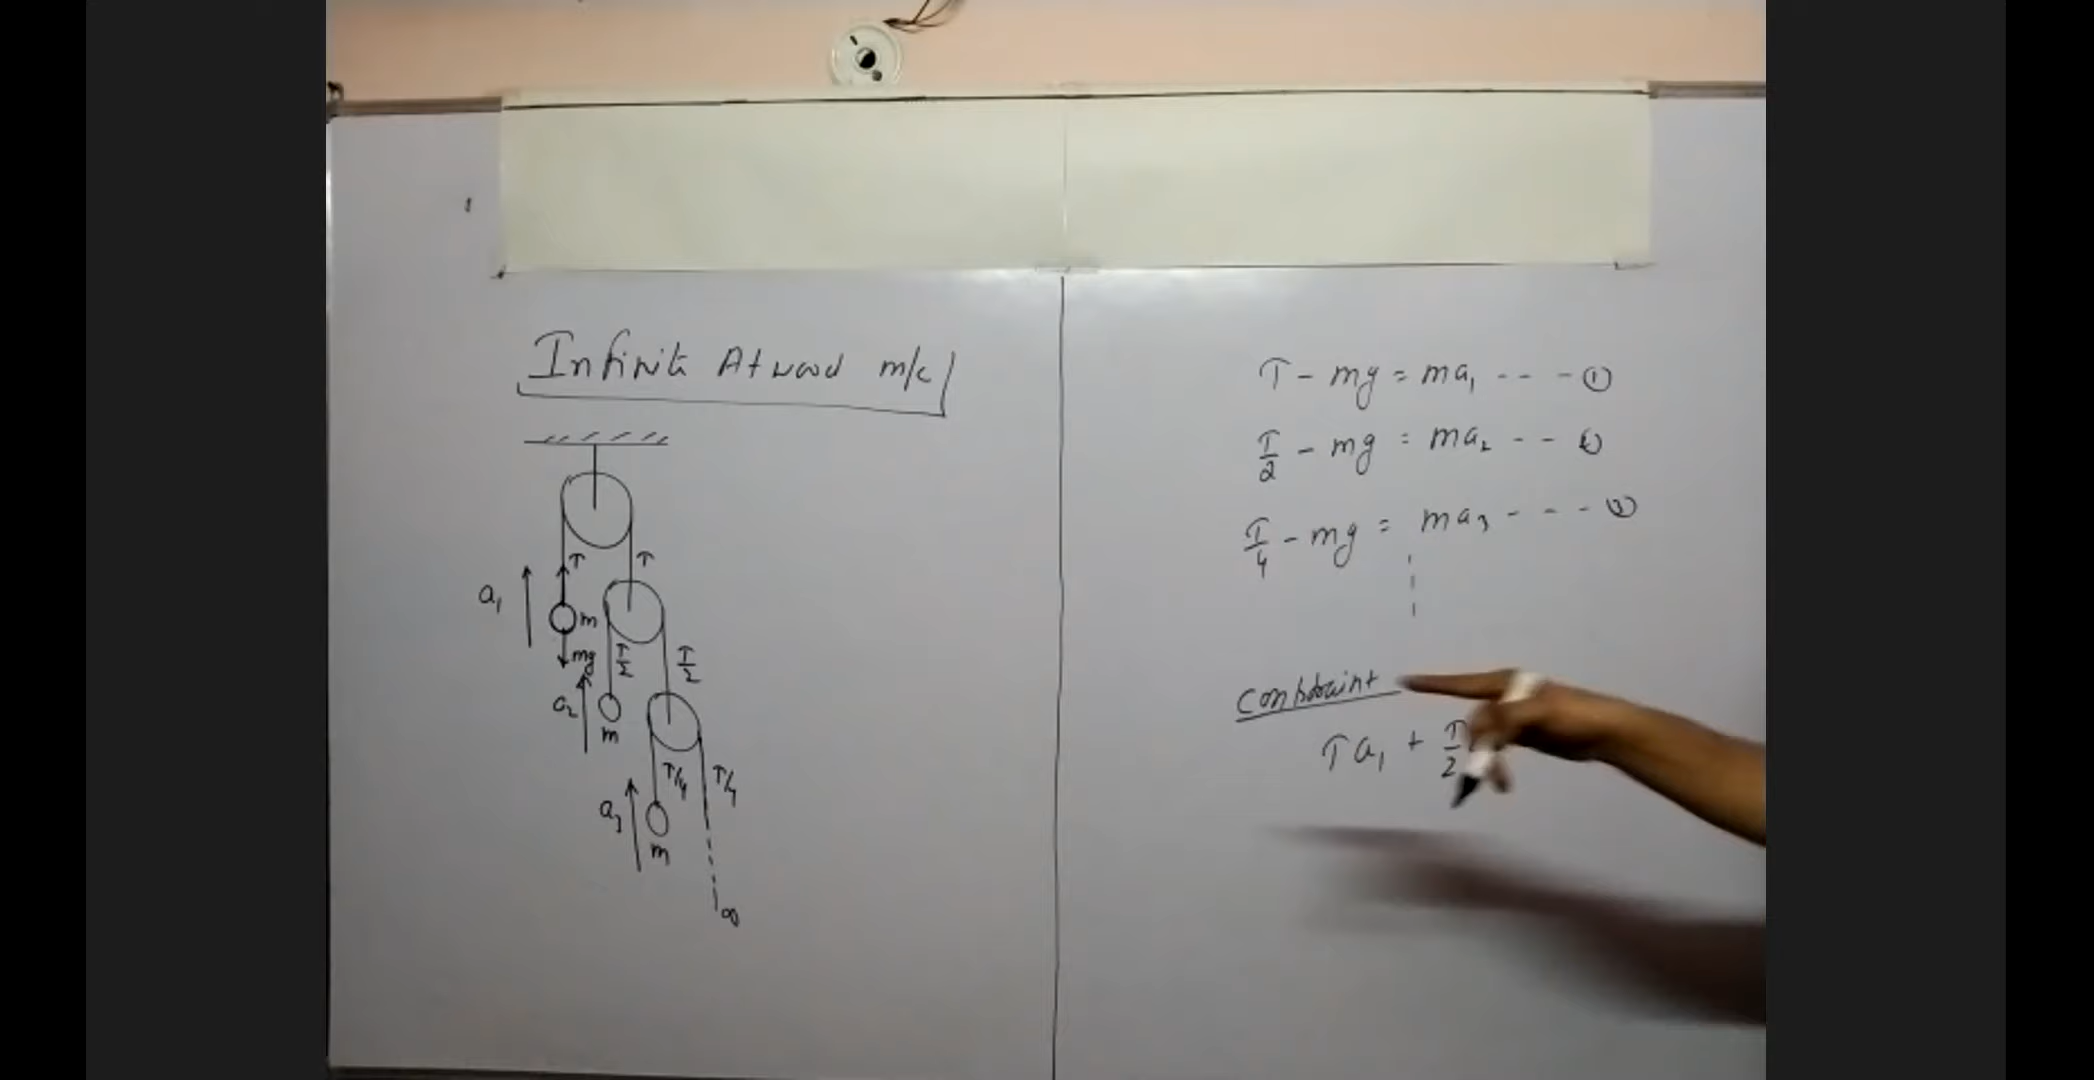 Infinite Atwood m/c
T
T
a₁
m
mg
T/2
T/2
a₂
m
T/4
T/4
a₃
m
∞
T - mg = ma₁ --- ①
T/2 - mg = ma₂ -- ②
T/4 - mg = ma₃ --- ③
Constraint
Ta₁ + T/2